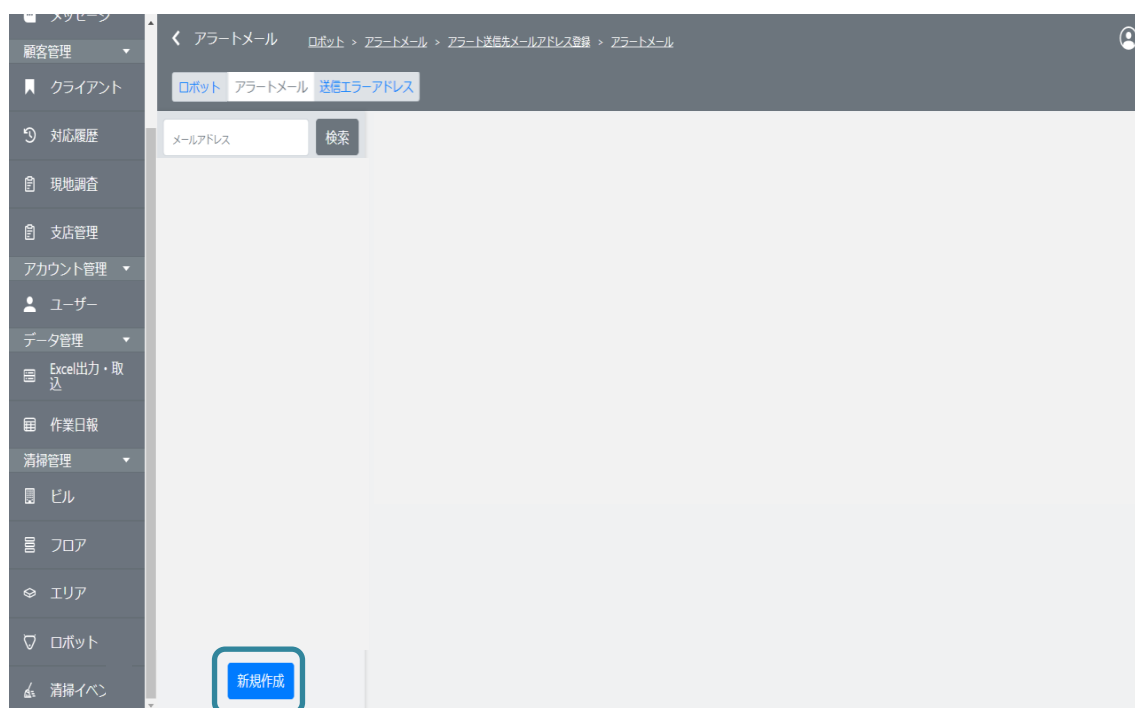 メッセージ
顧客管理
クライアント
対応履歴
現地調査
支店管理
アカウント管理
ユーザー
データ管理
Excel出力・取
込
作業日報
清掃管理
ビル
フロア
エリア
ロボット
清掃イベン
アラートメール
ロボット > アラートメール > アラート送信先メールアドレス登録 > アラートメール
ロボット アラートメール 送信エラーアドレス
メールアドレス 検索
新規作成